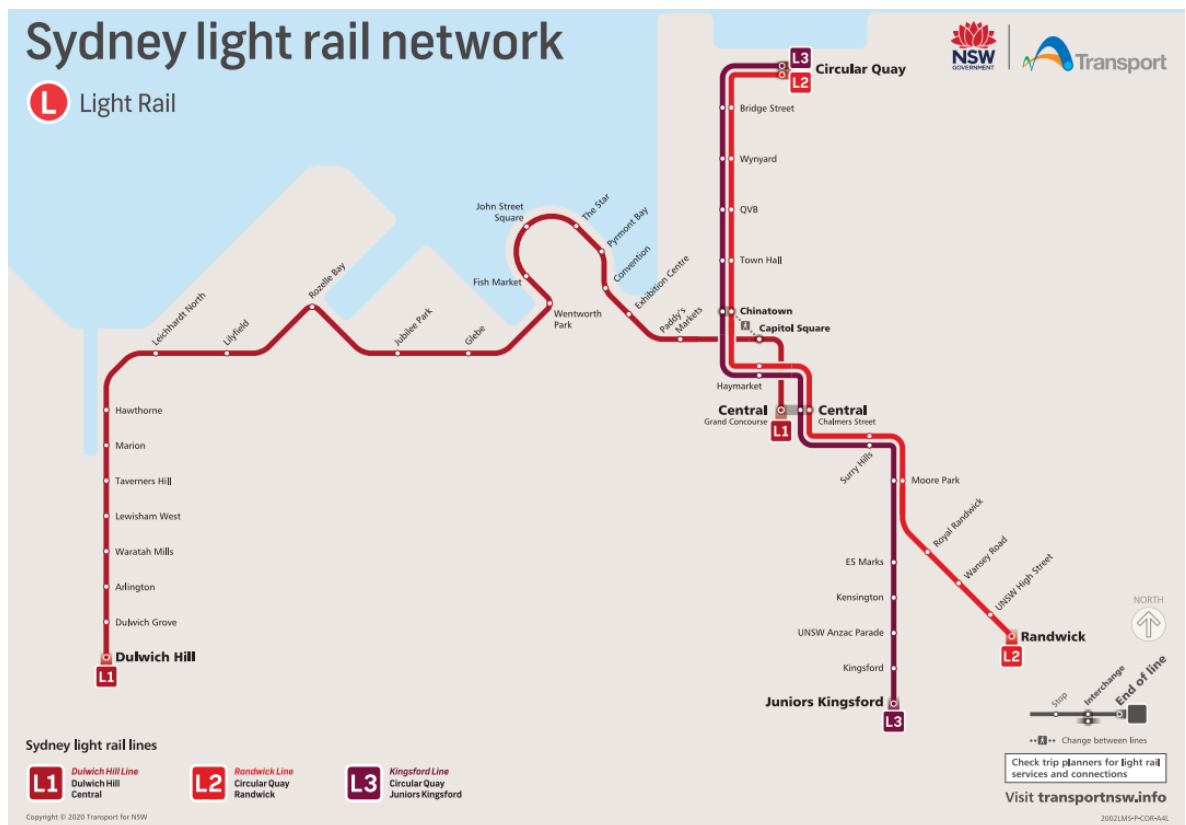 Sydney light rail network
L Light Rail
NSW
GOVERNMENT
Transport
L3
Circular Quay
L2
Bridge Street
Wynyard
QVB
Town Hall
Chinatown
Capitol Square
Haymarket
John Street
Square
The Star
Pyrmont Bay
Convention
Exhibition Centre
Paddy's
Markets
Fish Market
Wentworth
Park
Rozelle Bay
Leichhardt North
Lilyfield
Jubilee Park
Glebe
Hawthorne
Marion
Taverners Hill
Lewisham West
Waratah Mills
Arlington
Dulwich Grove
Dulwich Hill
L1
Central
Grand Concourse
L1
Central
Chalmers Street
Surry Hills
Moore Park
Royal Randwick
Wansey Road
UNSW High Street
Randwick
L2
ES Marks
Kensington
UNSW Anzac Parade
Kingsford
Juniors Kingsford
L3
NORTH
Stop
Interchange
End of line
Change between lines
Check trip planners for light rail
services and connections
Visit transportnsw.info
Sydney light rail lines
L1
Dulwich Hill Line
Dulwich Hill
Central
L2
Randwick Line
Circular Quay
Randwick
L3
Kingsford Line
Circular Quay
Juniors Kingsford
Copyright © 2020 Transport for NSW
2002LMS•P•COR•A4L